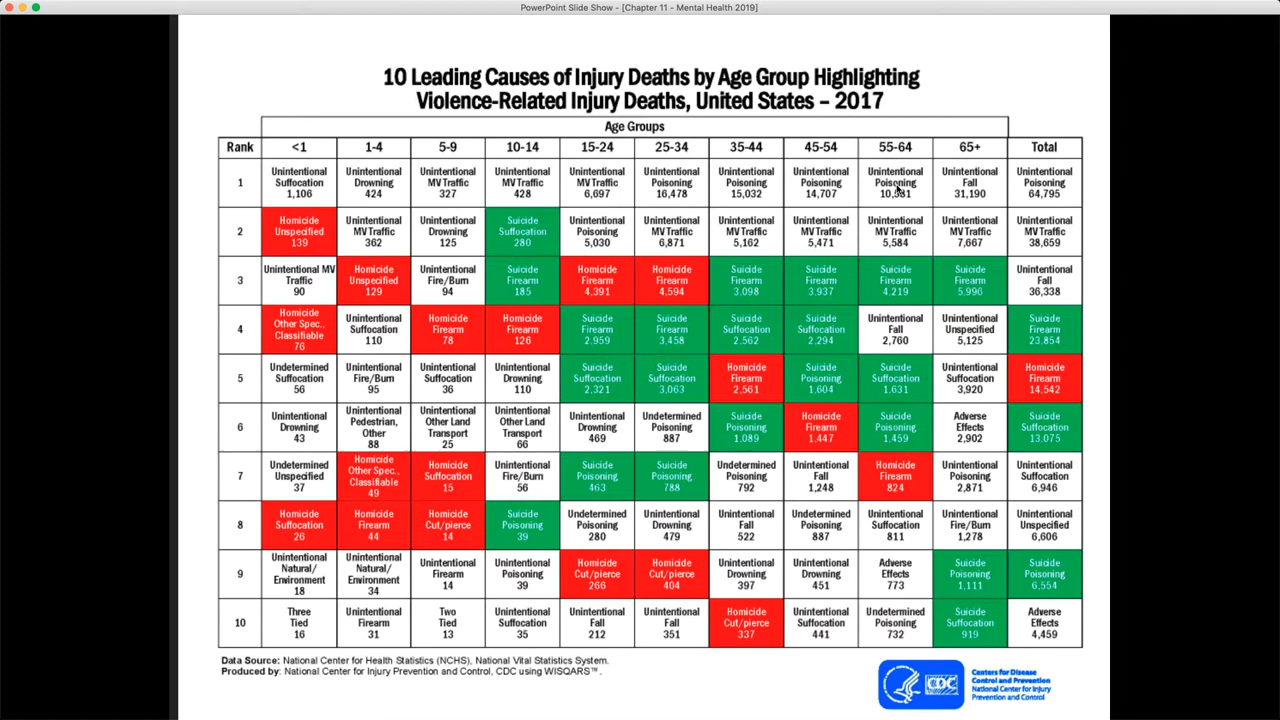 PowerPoint Slide Show - [Chapter 11 - Mental Health 2019]
10 Leading Causes of Injury Deaths by Age Group Highlighting
Violence-Related Injury Deaths, United States – 2017
Age Groups
Rank <1 1-4 5-9 10-14 15-24 25-34 35-44 45-54 55-64 65+ Total
1 Unintentional Suffocation 1,106 Unintentional Drowning 424 Unintentional MV Traffic 327 Unintentional MV Traffic 428 Unintentional MV Traffic 6,697 Unintentional Poisoning 16,478 Unintentional Poisoning 15,032 Unintentional Poisoning 14,707 Unintentional Poisoning Unintentional Fall 31,190 Unintentional Poisoning 64,795
2 Homicide Unspecified 139 Unintentional MV Traffic 362 Unintentional Drowning 125 Suicide Suffocation 280 Unintentional Poisoning 5,030 Unintentional MV Traffic 6,871 Unintentional MV Traffic 5,162 Unintentional MV Traffic 5,471 Unintentional MV Traffic 5,584 Unintentional MV Traffic 7,667 Unintentional MV Traffic 38,659
3 Unintentional MV Traffic 90 Homicide Unspecified 129 Unintentional Fire/Burn 94 Suicide Firearm 185 Homicide Firearm 4,391 Homicide Firearm 4,594 Suicide Firearm 3,098 Suicide Firearm 3,937 Suicide Firearm 4,219 Suicide Firearm 5,996 Unintentional Fall 36,338
4 Homicide Other Spec., Classifiable 76 Unintentional Suffocation 110 Homicide Firearm 78 Homicide Firearm 126 Suicide Firearm 2,959 Suicide Firearm 3,458 Suicide Suffocation 2,562 Suicide Suffocation 2,294 Unintentional Fall 2,760 Unintentional Unspecified 5,125 Suicide Firearm 23,854
5 Undetermined Suffocation 56 Unintentional Fire/Burn 95 Unintentional Suffocation 36 Unintentional Drowning 110 Suicide Suffocation 2,321 Suicide Suffocation 3,063 Homicide Firearm 2,561 Suicide Poisoning 1,604 Suicide Suffocation 1,631 Unintentional Suffocation 3,920 Homicide Firearm 14,542
6 Unintentional Drowning 43 Unintentional Pedestrian, Other 88 Unintentional Other Land Transport 25 Unintentional Other Land Transport 66 Unintentional Drowning 469 Undetermined Poisoning 887 Suicide Poisoning 1,089 Homicide Firearm 1,447 Suicide Poisoning 1,459 Adverse Effects 2,902 Suicide Suffocation 13,075
7 Undetermined Unspecified 37 Homicide Other Spec., Classifiable 49 Homicide Suffocation 15 Unintentional Fire/Burn 56 Suicide Poisoning 463 Suicide Poisoning 788 Undetermined Poisoning 792 Unintentional Fall 1,248 Homicide Firearm 824 Unintentional Poisoning 2,871 Unintentional Suffocation 6,946
8 Homicide Suffocation 26 Homicide Firearm 44 Homicide Cut/pierce 14 Suicide Poisoning 39 Undetermined Poisoning 280 Unintentional Drowning 479 Unintentional Fall 522 Undetermined Poisoning 887 Unintentional Suffocation 811 Unintentional Fire/Burn 1,278 Unintentional Unspecified 6,606
9 Unintentional Natural/ Environment 18 Unintentional Natural/ Environment 34 Unintentional Firearm 14 Unintentional Poisoning 39 Homicide Cut/pierce 266 Homicide Cut/pierce 404 Unintentional Drowning 397 Unintentional Drowning 451 Adverse Effects 773 Suicide Poisoning 1,111 Suicide Poisoning 6,554
10 Three Tied 16 Unintentional Firearm 31 Two Tied 13 Unintentional Suffocation 35 Unintentional Fall 212 Unintentional Fall 351 Homicide Cut/pierce 337 Unintentional Suffocation 441 Undetermined Poisoning 732 Suicide Suffocation 919 Adverse Effects 4,459
Data Source: National Center for Health Statistics (NCHS), National Vital Statistics System.
Produced by: National Center for Injury Prevention and Control, CDC using WISQARS™.
CDC
Centers for Disease
Control and Prevention
National Center for Injury
Prevention and Control